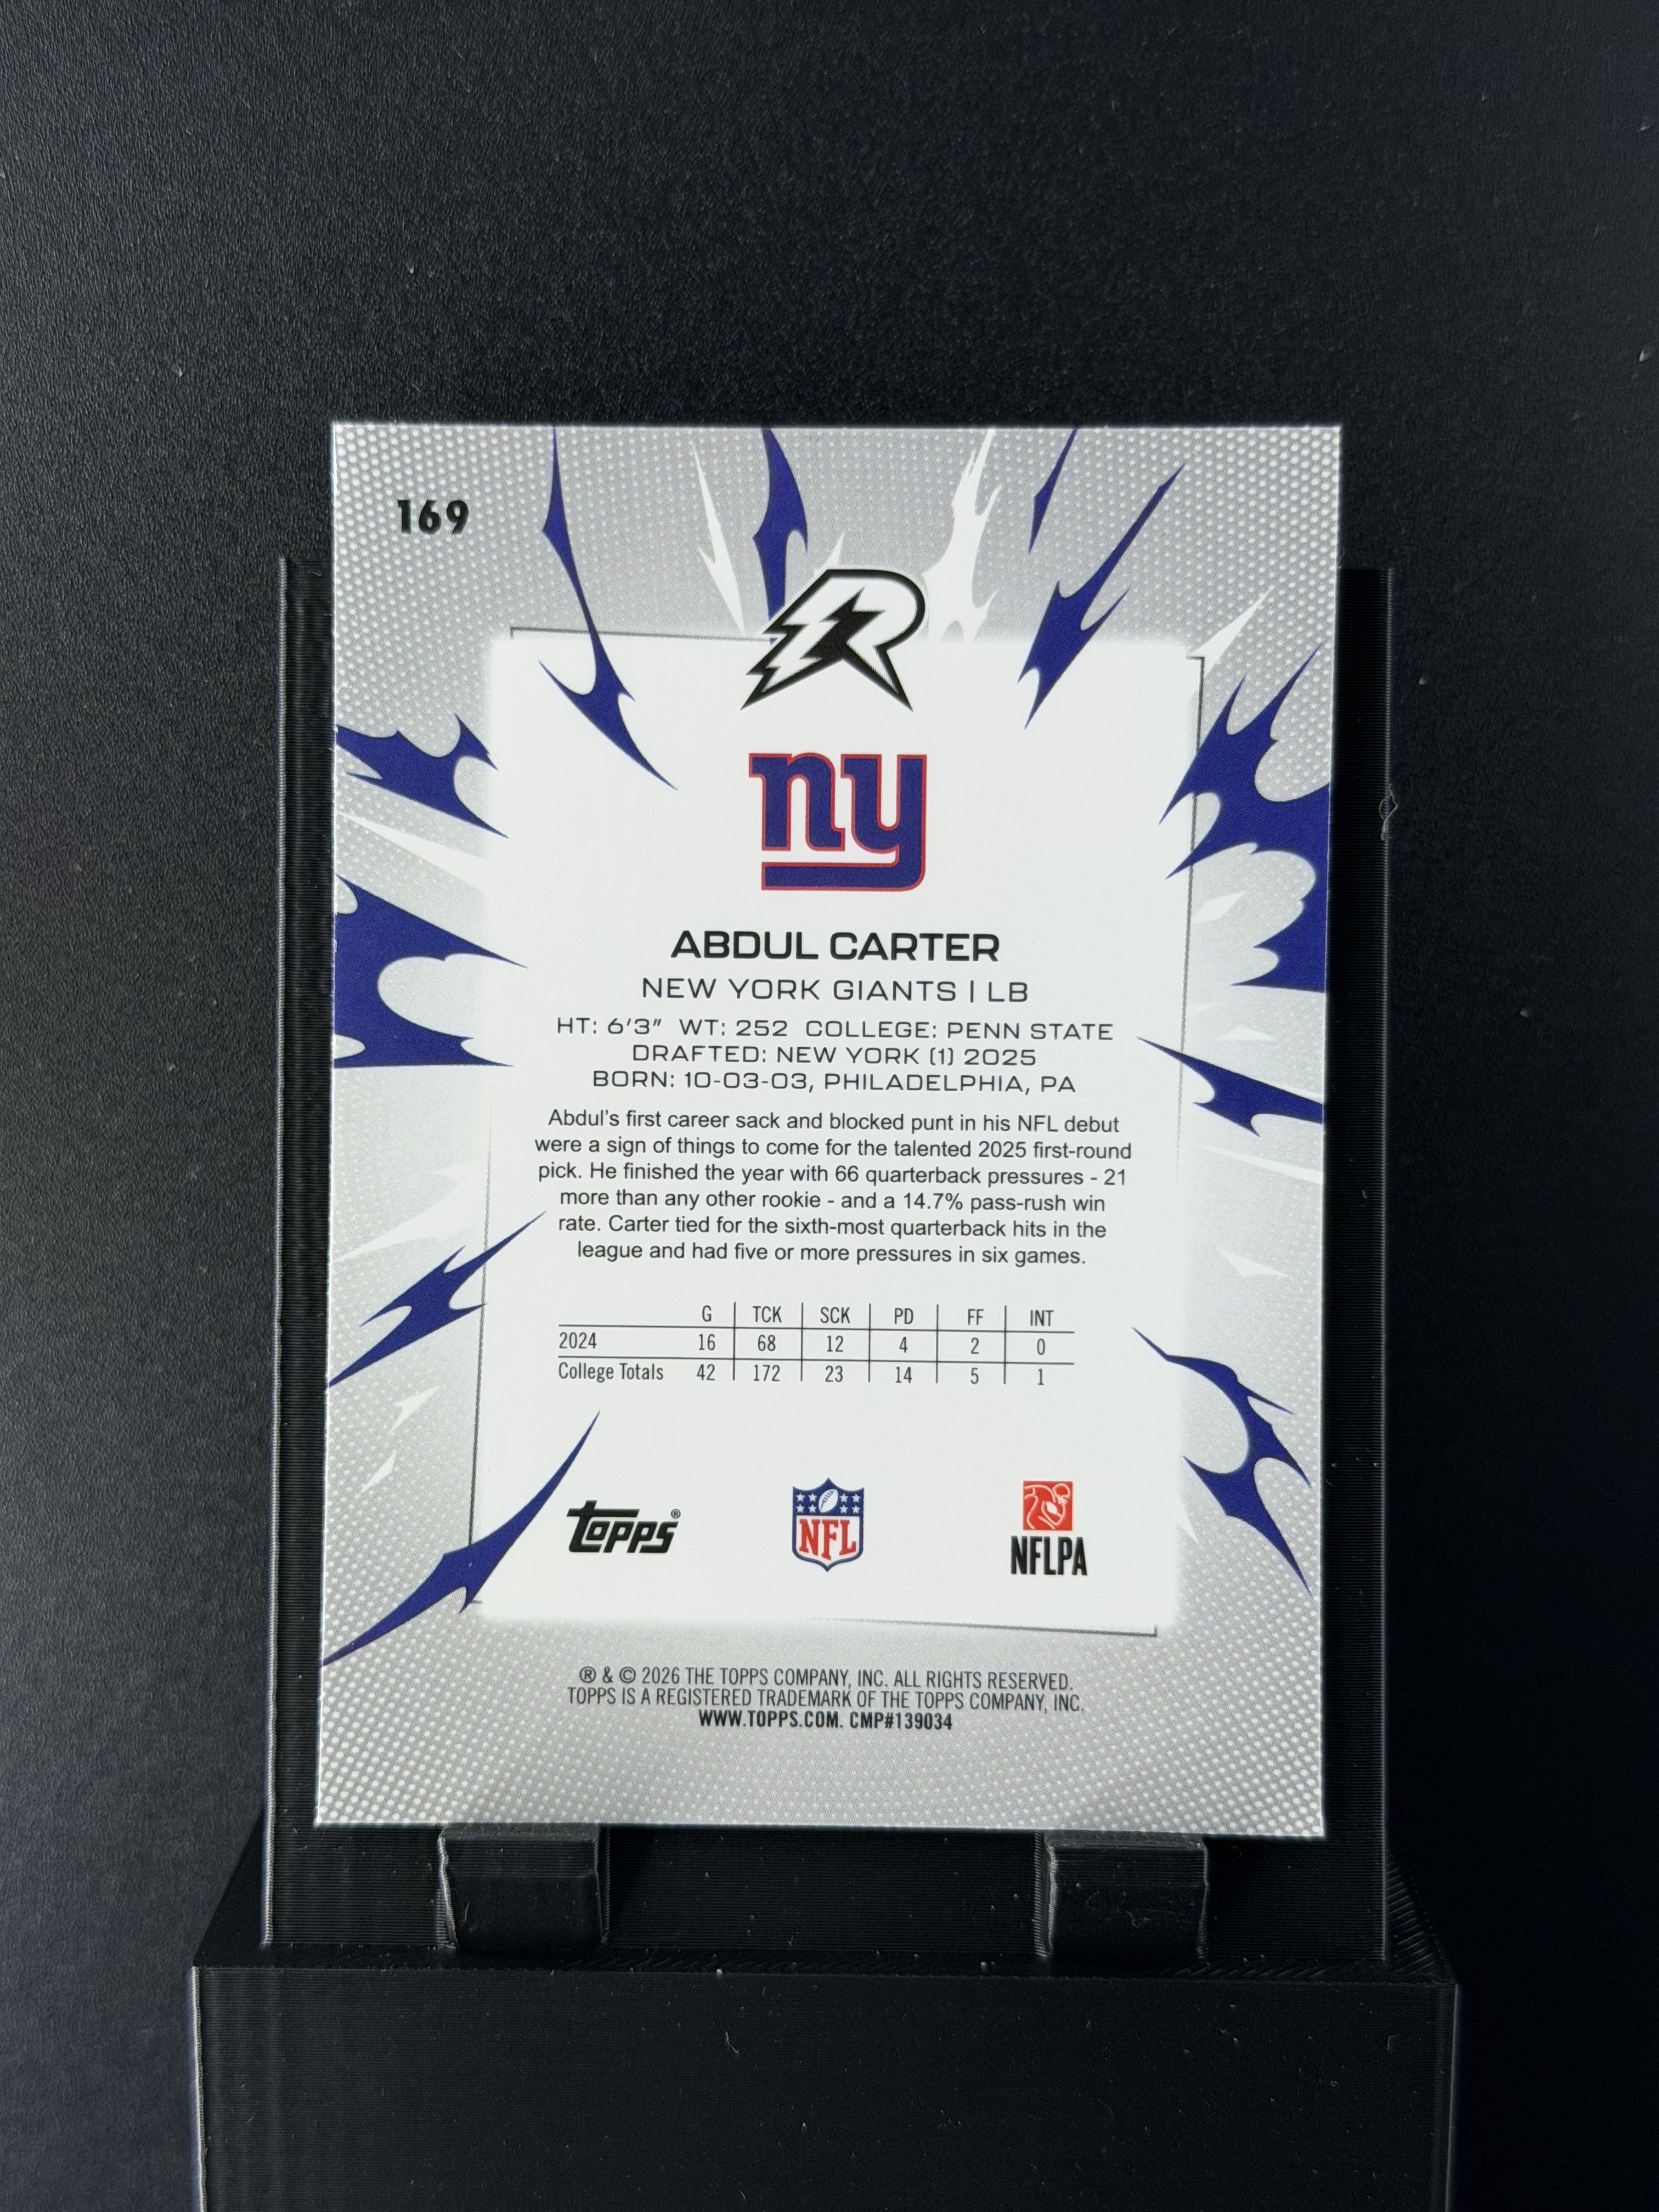 169
R
ny
ABDUL CARTER
NEW YORK GIANTS | LB
HT: 6'3" WT: 252 COLLEGE: PENN STATE
DRAFTED: NEW YORK (1) 2025
BORN: 10-03-03, PHILADELPHIA, PA
Abdul's first career sack and blocked punt in his NFL debut
were a sign of things to come for the talented 2025 first-round
pick. He finished the year with 66 quarterback pressures - 21
more than any other rookie - and a 14.7% pass-rush win
rate. Carter tied for the sixth-most quarterback hits in the
league and had five or more pressures in six games.
G | TCK | SCK | PD | FF | INT
2024 16 | 68 | 12 | 4 | 2 | 0
College Totals 42 | 172 | 23 | 14 | 5 | 1
topps® NFL NFLPA
® & © 2026 THE TOPPS COMPANY, INC. ALL RIGHTS RESERVED.
TOPPS IS A REGISTERED TRADEMARK OF THE TOPPS COMPANY, INC.
WWW.TOPPS.COM. CMP#139034